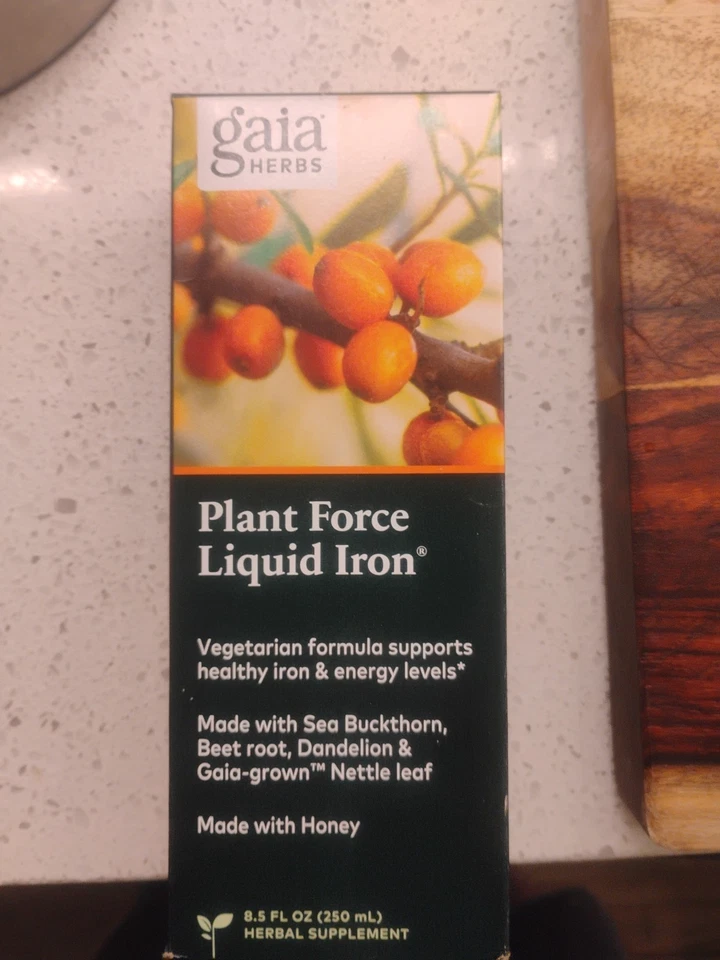 gaia
HERBS
Plant Force
Liquid Iron®
Vegetarian formula supports
healthy iron & energy levels*
Made with Sea Buckthorn,
Beet root, Dandelion &
Gaia-grown™ Nettle leaf
Made with Honey
8.5 FL OZ (250 mL)
HERBAL SUPPLEMENT